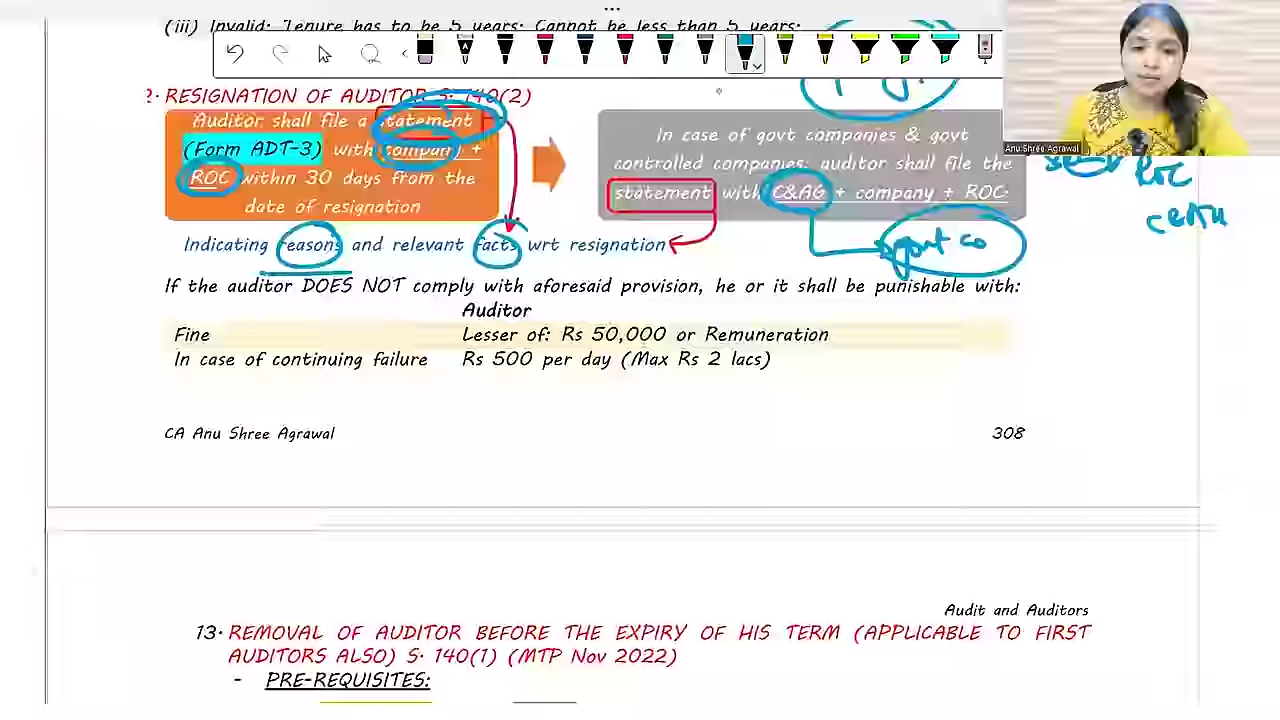 (iii) Invalid: Tenure has to be 5 years. Cannot be less than 5 years.
2. RESIGNATION OF AUDITOR S. 140(2)
Auditor shall file a statement
(Form ADT-3) with company +
ROC within 30 days from the
date of resignation
In case of govt companies & govt
controlled companies: auditor shall file the
statement with C&AG + company + ROC.
Anu Shree Agrawal
ROC
Indicating reasons and relevant facts wrt resignation
govt co
If the auditor DOES NOT comply with aforesaid provision, he or it shall be punishable with:
Auditor
Fine Lesser of: Rs 50,000 or Remuneration
In case of continuing failure Rs 500 per day (Max Rs 2 lacs)
CA Anu Shree Agrawal 308
Audit and Auditors
13. REMOVAL OF AUDITOR BEFORE THE EXPIRY OF HIS TERM (APPLICABLE TO FIRST
AUDITORS ALSO) S. 140(1) (MTP Nov 2022)
- PRE-REQUISITES: